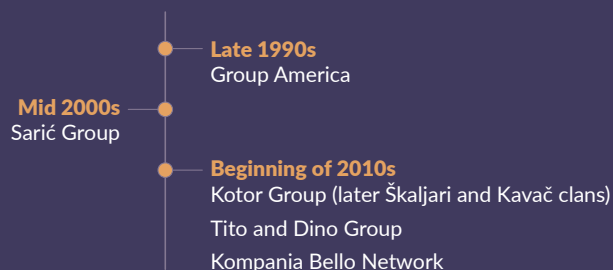 Late 1990s
Group America
Mid 2000s
Sarić Group
Beginning of 2010s
Kotor Group (later Škaljari and Kavač clans)
Tito and Dino Group
Kompania Bello Network